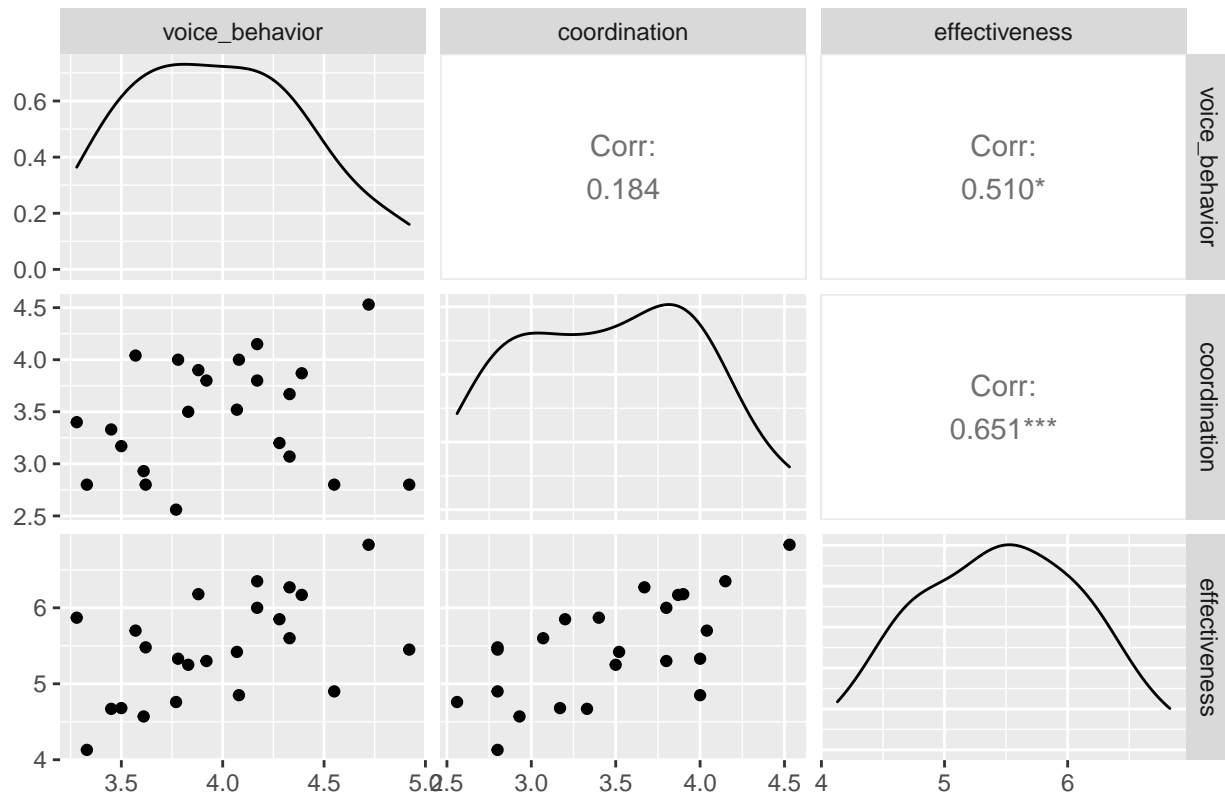 voice_behavior coordination effectiveness
0.6
0.4
0.2
0.0
Corr:
0.184
Corr:
0.510*
voice_behavior
4.5
4.0
3.5
3.0
2.5
Corr:
0.651***
coordination
6
5
4
effectiveness
3.5 4.0 4.5 5.0 2.5 3.0 3.5 4.0 4.5 4 5 6